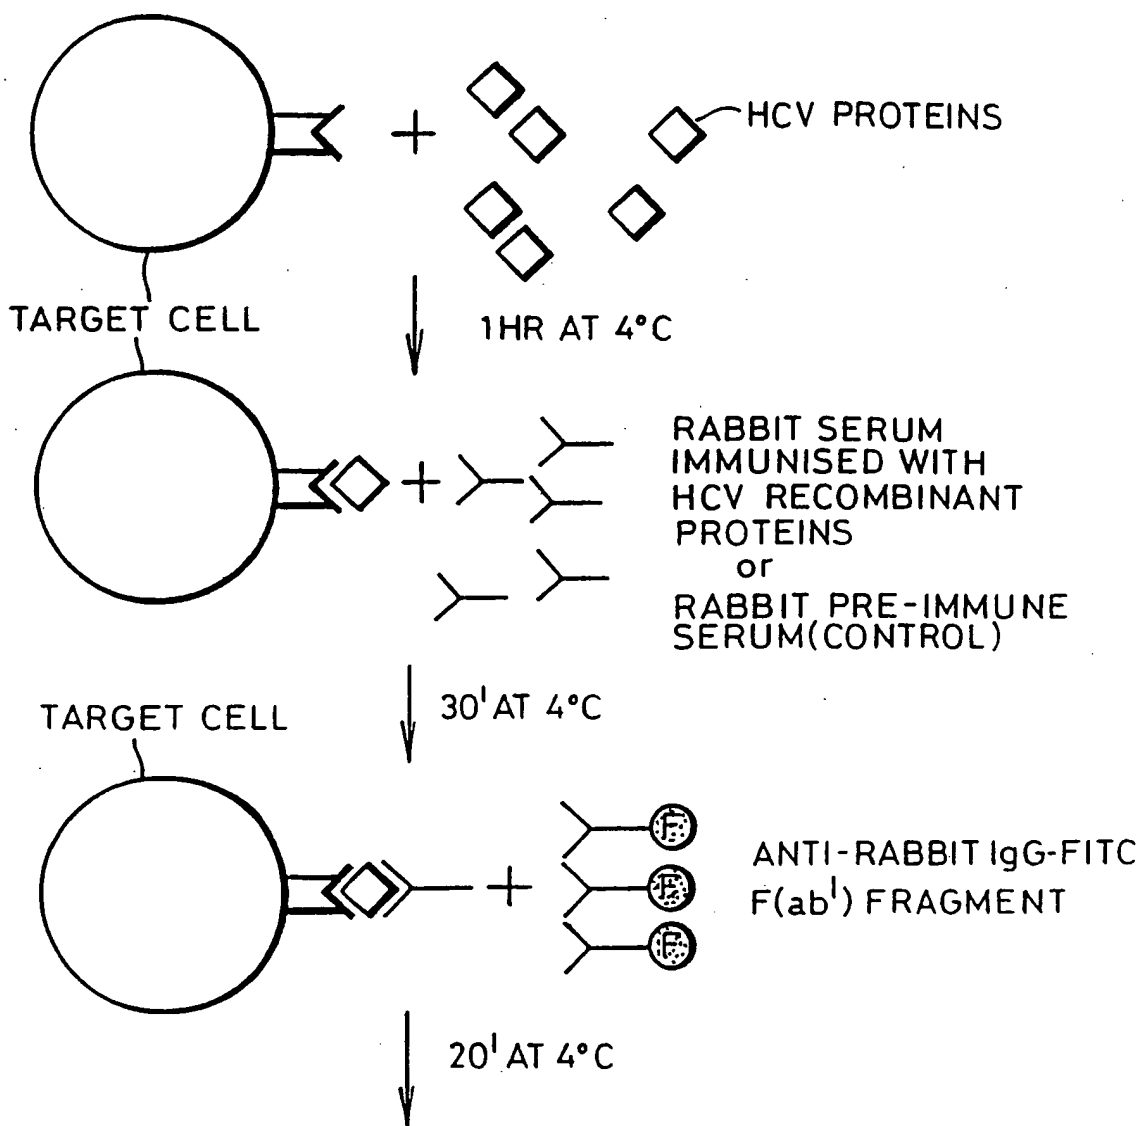 HCV PROTEINS
TARGET CELL
1HR AT 4°C
RABBIT SERUM
IMMUNISED WITH
HCV RECOMBINANT
PROTEINS
or
RABBIT PRE-IMMUNE
SERUM(CONTROL)
30' AT 4°C
TARGET CELL
F
F
F
ANTI-RABBIT IgG-FITC
F(ab') FRAGMENT
20' AT 4°C